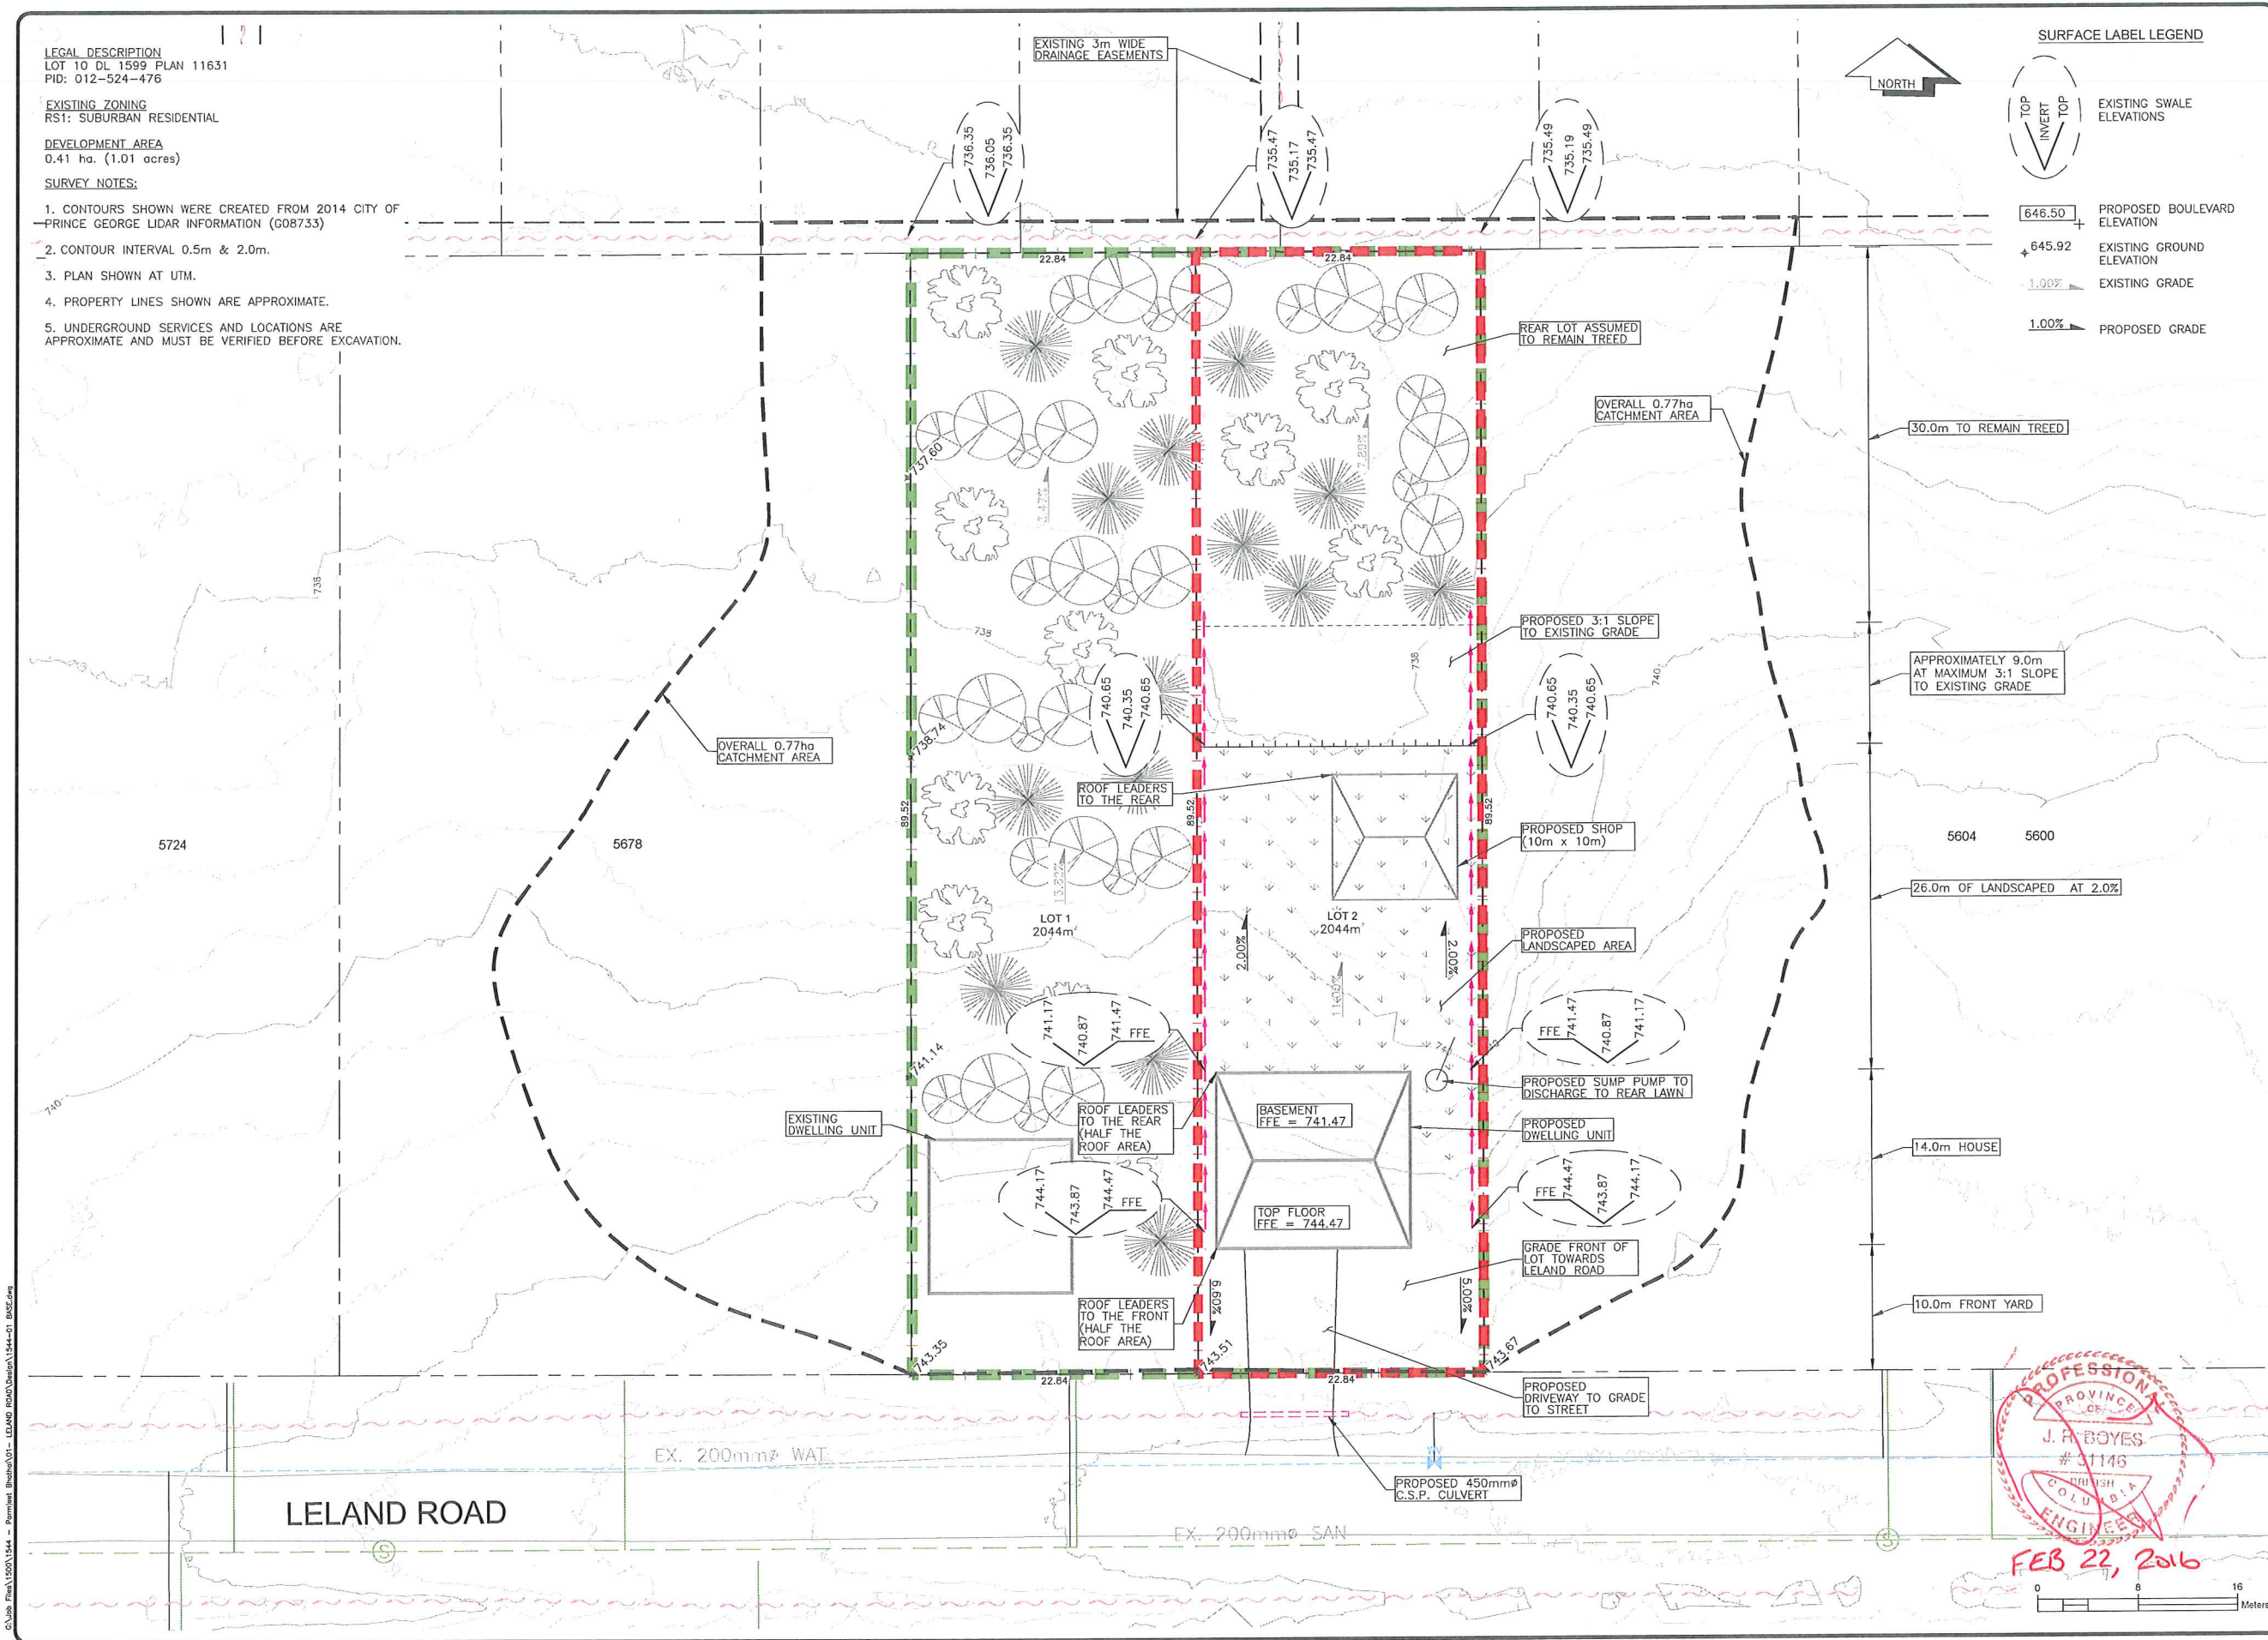 LEGAL DESCRIPTION
LOT 10 DL 1599 PLAN 11631
PID: 012-524-476
EXISTING ZONING
RS1: SUBURBAN RESIDENTIAL
DEVELOPMENT AREA
0.41 ha. (1.01 acres)
SURVEY NOTES:
1. CONTOURS SHOWN WERE CREATED FROM 2014 CITY OF
PRINCE GEORGE LIDAR INFORMATION (G08733)
2. CONTOUR INTERVAL 0.5m & 2.0m.
3. PLAN SHOWN AT UTM.
4. PROPERTY LINES SHOWN ARE APPROXIMATE.
5. UNDERGROUND SERVICES AND LOCATIONS ARE
APPROXIMATE AND MUST BE VERIFIED BEFORE EXCAVATION.
EXISTING 3m WIDE
DRAINAGE EASEMENTS
NORTH
SURFACE LABEL LEGEND
TOP
INVERT
TOP
EXISTING SWALE
ELEVATIONS
646.50
PROPOSED BOULEVARD
ELEVATION
645.92
EXISTING GROUND
ELEVATION
1.00%
EXISTING GRADE
1.00%
PROPOSED GRADE
736.35
736.05
736.35
735.47
735.17
735.47
735.49
735.19
735.49
22.84
22.84
REAR LOT ASSUMED
TO REMAIN TREED
OVERALL 0.77ha
CATCHMENT AREA
30.0m TO REMAIN TREED
737.60
738
738
PROPOSED 3:1 SLOPE
TO EXISTING GRADE
738
740
APPROXIMATELY 9.0m
AT MAXIMUM 3:1 SLOPE
TO EXISTING GRADE
740.65
740.35
740.65
740.65
740.35
740.65
738.74
OVERALL 0.77ha
CATCHMENT AREA
ROOF LEADERS
TO THE REAR
89.52
89.52
89.52
PROPOSED SHOP
(10m x 10m)
5724
5678
5604
5600
26.0m OF LANDSCAPED AT 2.0%
13.82%
LOT 1
2044m²
LOT 2
2044m²
2.00%
2.00%
11.00%
PROPOSED
LANDSCAPED AREA
741.17
740.87
741.47
FFE
FFE
741.47
740.87
741.17
741.14
740
740
PROPOSED SUMP PUMP TO
DISCHARGE TO REAR LAWN
EXISTING
DWELLING UNIT
ROOF LEADERS
TO THE REAR
(HALF THE
ROOF AREA)
BASEMENT
FFE = 741.47
PROPOSED
DWELLING UNIT
14.0m HOUSE
744.17
743.87
744.47
FFE
FFE
744.47
743.87
744.17
TOP FLOOR
FFE = 744.47
GRADE FRONT OF
LOT TOWARDS
LELAND ROAD
ROOF LEADERS
TO THE FRONT
(HALF THE
ROOF AREA)
6.60%
5.00%
10.0m FRONT YARD
743.35
743.51
743.67
22.84
22.84
PROPOSED
DRIVEWAY TO GRADE
TO STREET
EX. 200mmø WAT
PROPOSED 450mmø
C.S.P. CULVERT
LELAND ROAD
EX. 200mmø SAN
S
S
PROFESSIONAL
PROVINCE
OF
J. R. BOYES
# 31146
BRITISH
COLUMBIA
ENGINEER
FEB 22, 2016
0
8
16
Meters